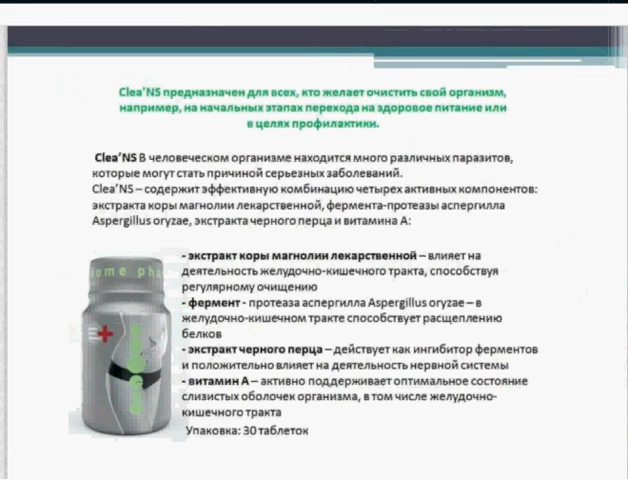 Clea’NS предназначен для всех, кто желает очистить свой организм,
например, на начальных этапах перехода на здоровое питание или
в целях профилактики.
Clea’NS В человеческом организме находится много различных паразитов,
которые могут стать причиной серьезных заболеваний.
Clea’NS – содержит эффективную комбинацию четырех активных компонентов:
экстракта коры магнолии лекарственной, фермента-протеазы аспергилла
Aspergillus oryzae, экстракта черного перца и витамина А:
- экстракт коры магнолии лекарственной – влияет на
деятельность желудочно-кишечного тракта, способствуя
регулярному очищению
- фермент - протеаза аспергилла Aspergillus oryzae – в
желудочно-кишечном тракте способствует расщеплению
белков
- экстракт черного перца – действует как ингибитор ферментов
и положительно влияет на деятельность нервной системы
- витамин А – активно поддерживает оптимальное состояние
слизистых оболочек организма, в том числе желудочно-
кишечного тракта
Упаковка: 30 таблеток
ome pha
E+